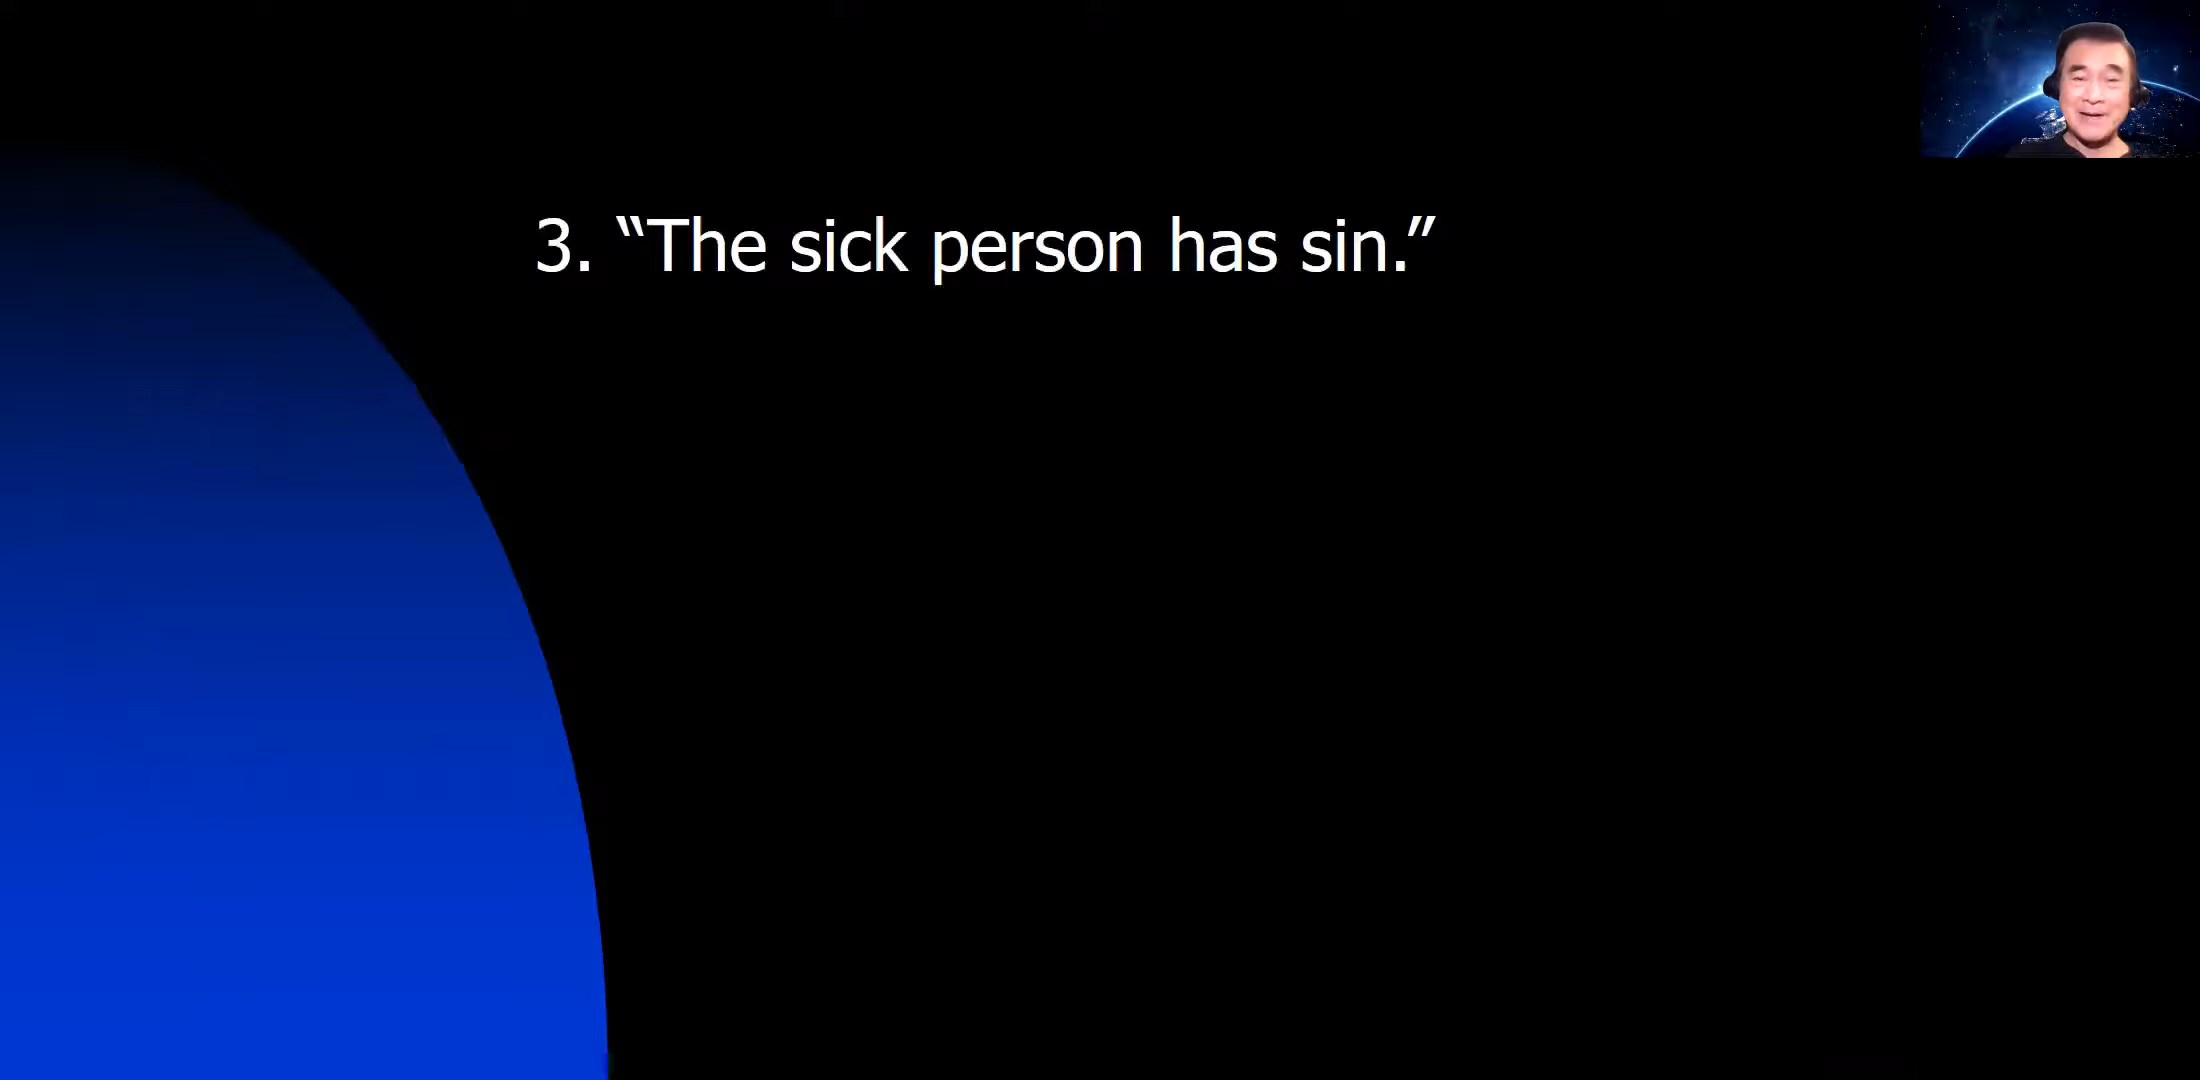 3. “The sick person has sin.”